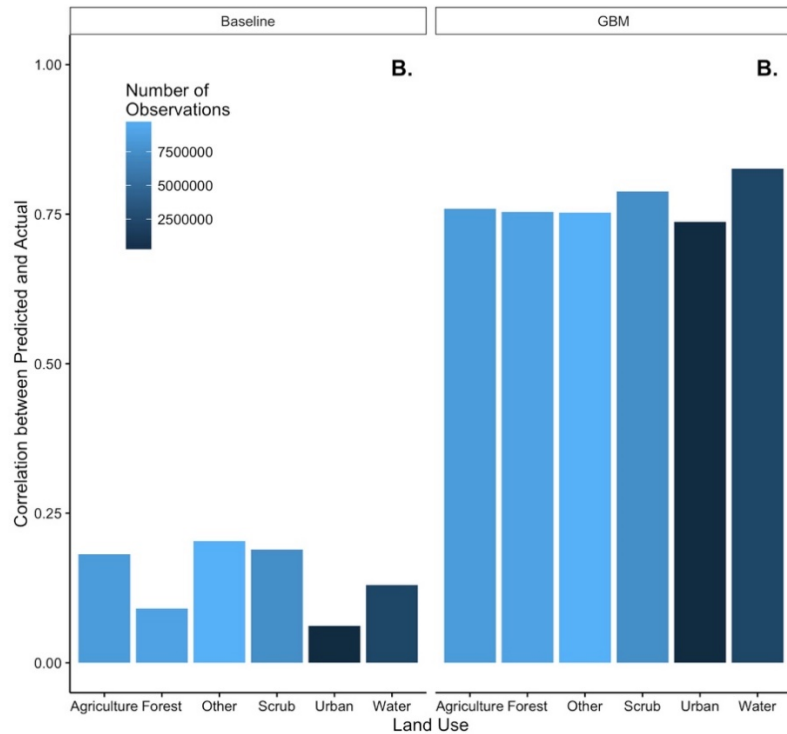 Baseline
GBM
B.
B.
Number of
Observations
7500000
5000000
2500000
Correlation between Predicted and Actual
1.00
0.75
0.50
0.25
0.00
Agriculture Forest Other Scrub Urban Water
Agriculture Forest Other Scrub Urban Water
Land Use